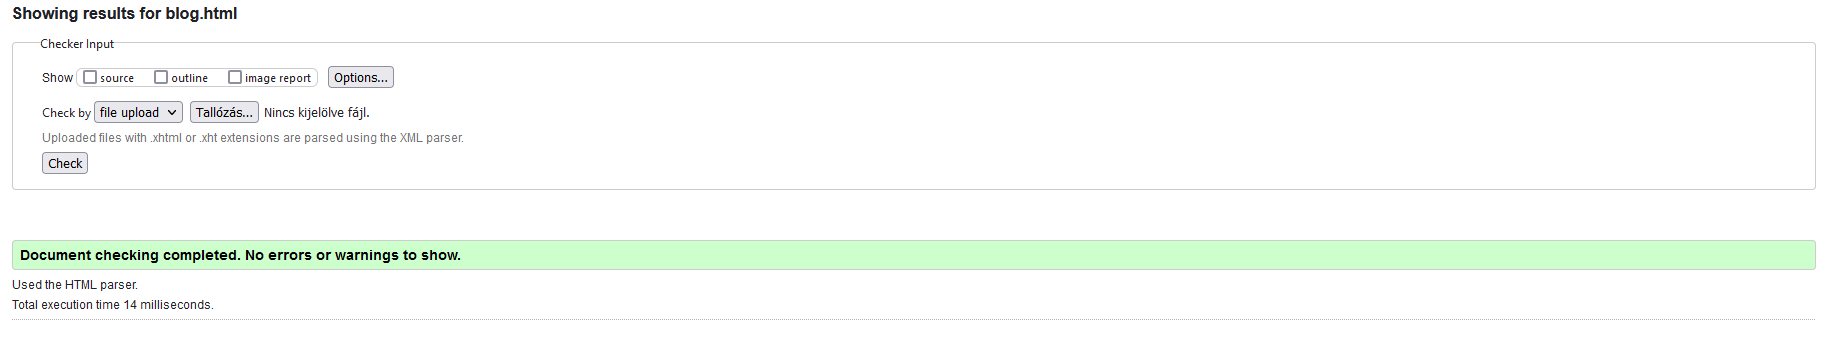 Showing results for blog.html
Checker Input
Show source outline image report Options...
Check by file upload Tallózás... Nincs kijelölve fájl.
Uploaded files with .xhtml or .xht extensions are parsed using the XML parser.
Check
Document checking completed. No errors or warnings to show.
Used the HTML parser.
Total execution time 14 milliseconds.